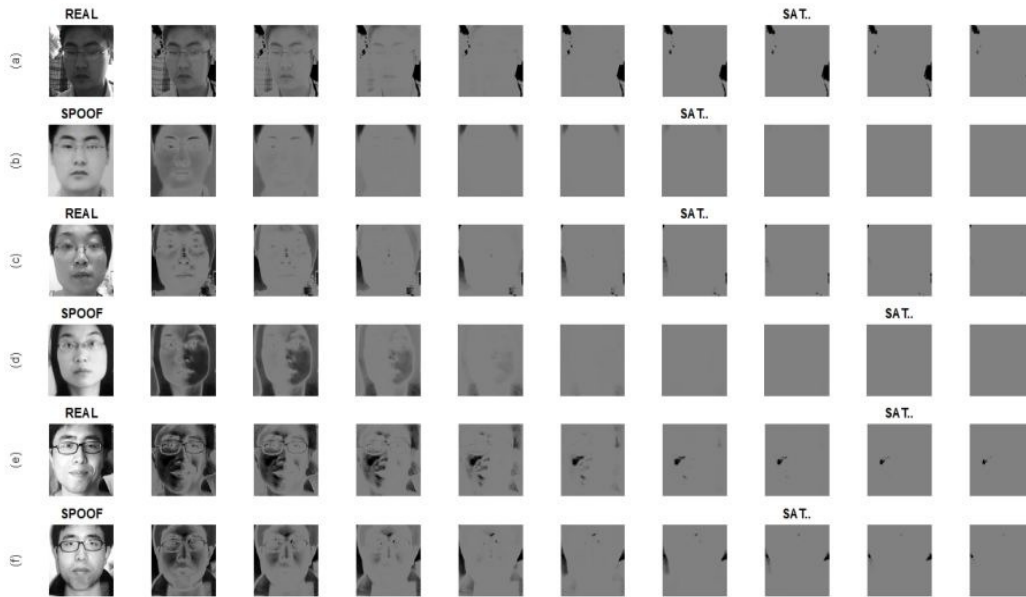 REAL SAT..
(a)
SPOOF SAT..
(b)
REAL SAT..
(c)
SPOOF SAT..
(d)
REAL SAT..
(e)
SPOOF SAT..
(f)